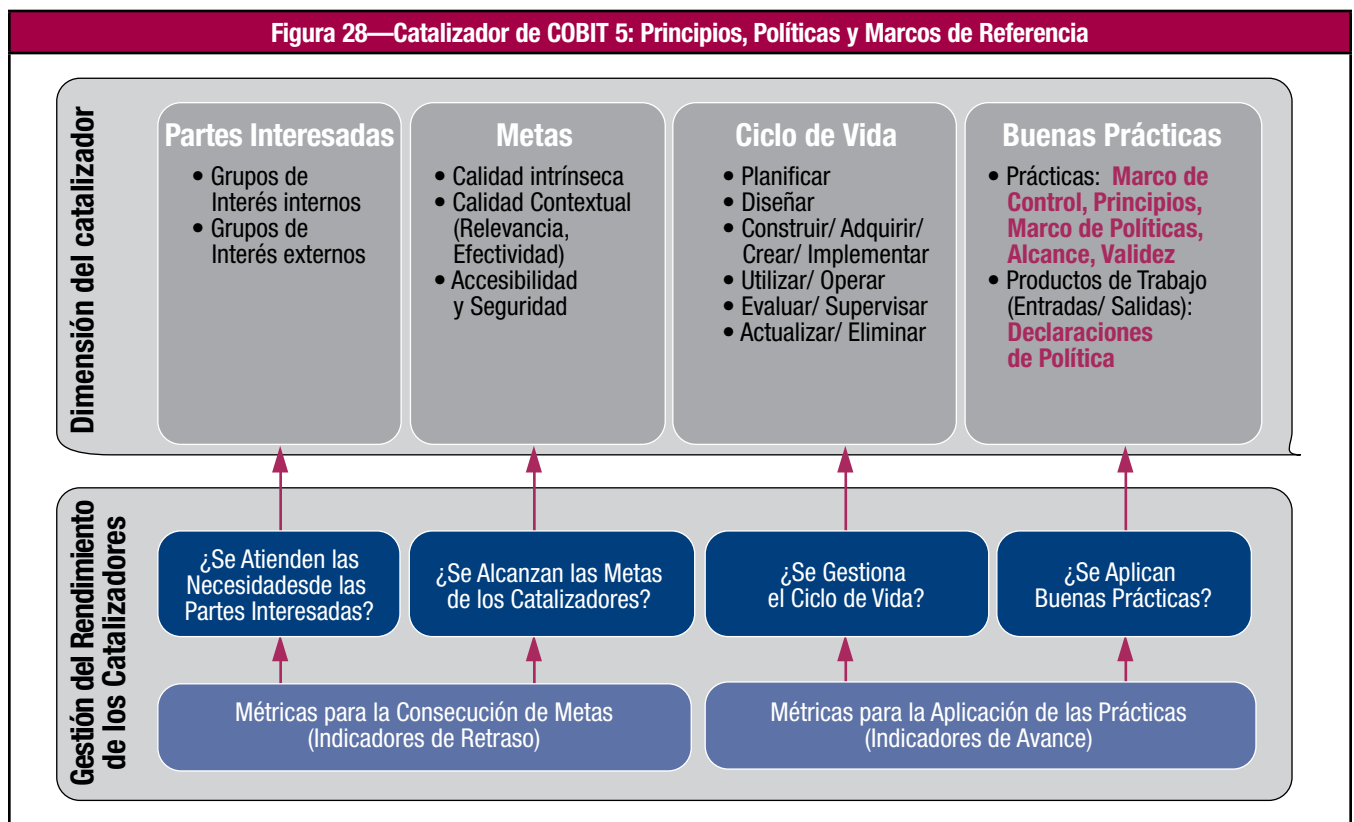 Figura 28—Catalizador de COBIT 5: Principios, Políticas y Marcos de Referencia
Dimensión del catalizador
Partes Interesadas
• Grupos de
Interés internos
• Grupos de
Interés externos
Metas
• Calidad intrínseca
• Calidad Contextual
(Relevancia,
Efectividad)
• Accesibilidad
y Seguridad
Ciclo de Vida
• Planificar
• Diseñar
• Construir/ Adquirir/
Crear/ Implementar
• Utilizar/ Operar
• Evaluar/ Supervisar
• Actualizar/ Eliminar
Buenas Prácticas
• Prácticas: Marco de
Control, Principios,
Marco de Políticas,
Alcance, Validez
• Productos de Trabajo
(Entradas/ Salidas):
Declaraciones
de Política
Gestión del Rendimiento
de los Catalizadores
¿Se Atienden las
Necesidadesde las
Partes Interesadas?
¿Se Alcanzan las Metas
de los Catalizadores?
¿Se Gestiona
el Ciclo de Vida?
¿Se Aplican
Buenas Prácticas?
Métricas para la Consecución de Metas
(Indicadores de Retraso)
Métricas para la Aplicación de las Prácticas
(Indicadores de Avance)